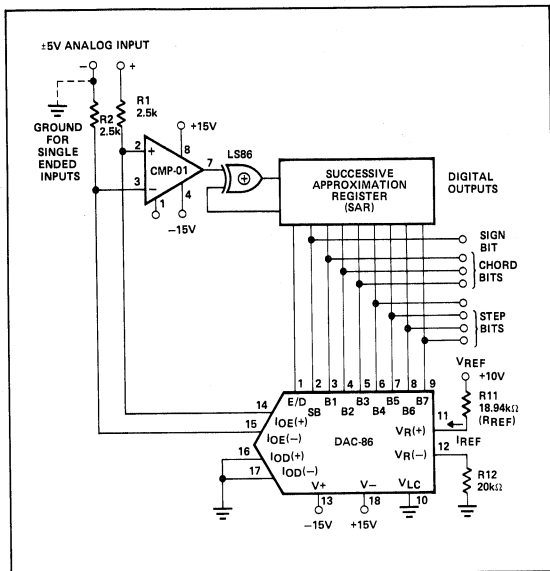 ±5V ANALOG INPUT
− +
R1
2.5k
R2
2.5k
GROUND
FOR
SINGLE
ENDED
INPUTS
+15V
2 + 8
CMP-01
7
3 −
1 4
−15V
LS86
+
SUCCESSIVE
APPROXIMATION
REGISTER
(SAR)
DIGITAL
OUTPUTS
SIGN
BIT
CHORD
BITS
STEP
BITS
1 2 3 4 5 6 7 8 9
E/D B1 B3 B5 B7
SB B2 B4 B6
VREF
+10V
R11
18.94kΩ
(RREF)
11
VR(+)
IREF
12
VR(−)
R12
20kΩ
14
IOE(+)
15
IOE(−)
DAC-86
16
IOD(+)
17
IOD(−)
V+ V− VLC
13 18 10
−15V +15V